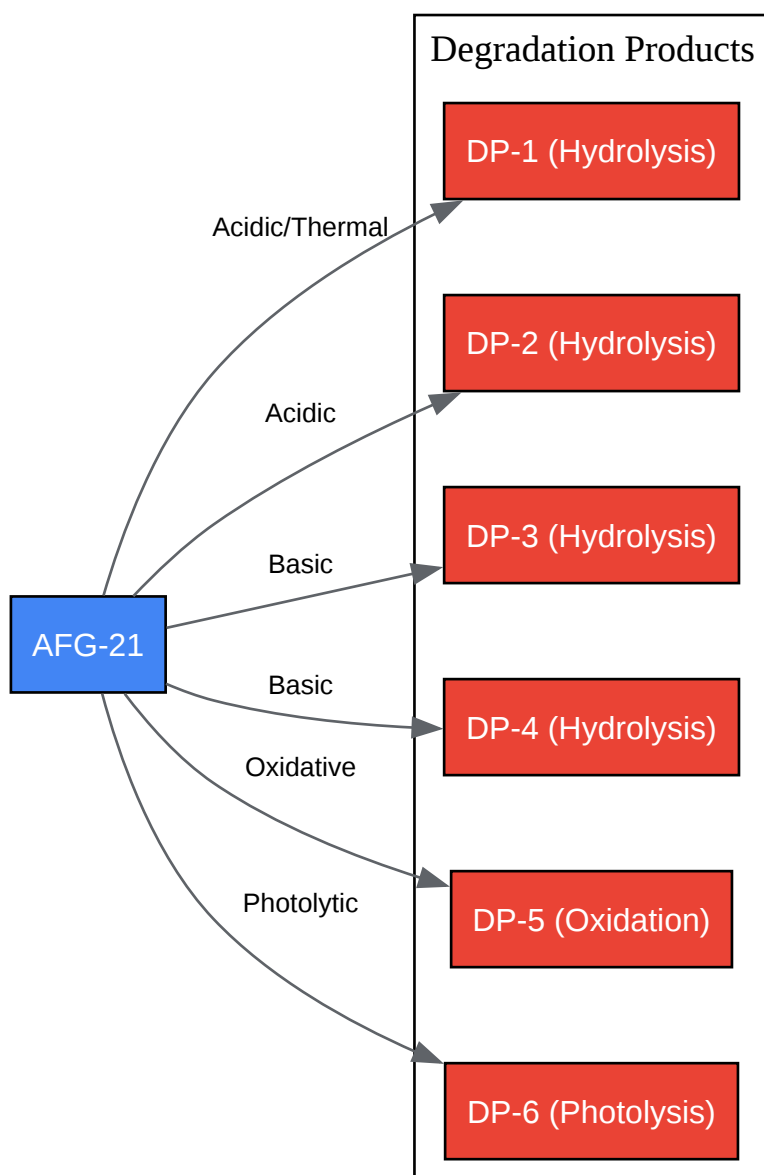 Degradation Products
DP-1 (Hydrolysis)
Acidic/Thermal
DP-2 (Hydrolysis)
Acidic
DP-3 (Hydrolysis)
Basic
AFG-21
Basic
DP-4 (Hydrolysis)
Oxidative
Photolytic
DP-5 (Oxidation)
DP-6 (Photolysis)